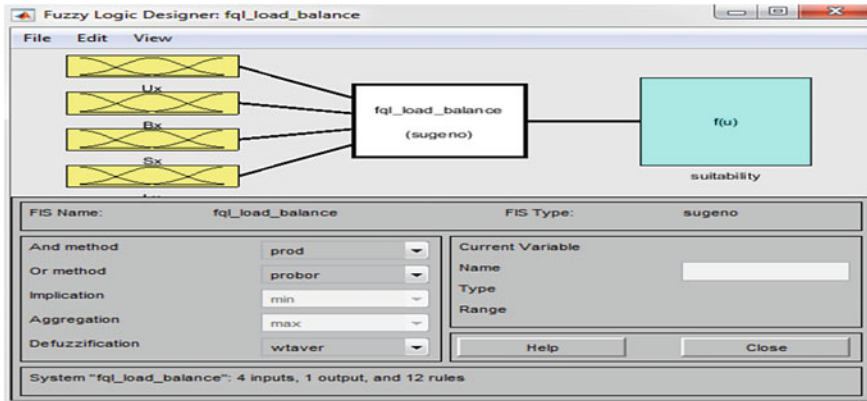 Fuzzy Logic Designer: fql_load_balance
File Edit View
Ux
Bx
Sx
fql_load_balance
(sugeno)
f(u)
suitability
FIS Name: fql_load_balance FIS Type: sugeno
And method prod
Or method probor
Implication min
Aggregation max
Defuzzification wtaver
Current Variable
Name
Type
Range
Help Close
System "fql_load_balance": 4 inputs, 1 output, and 12 rules